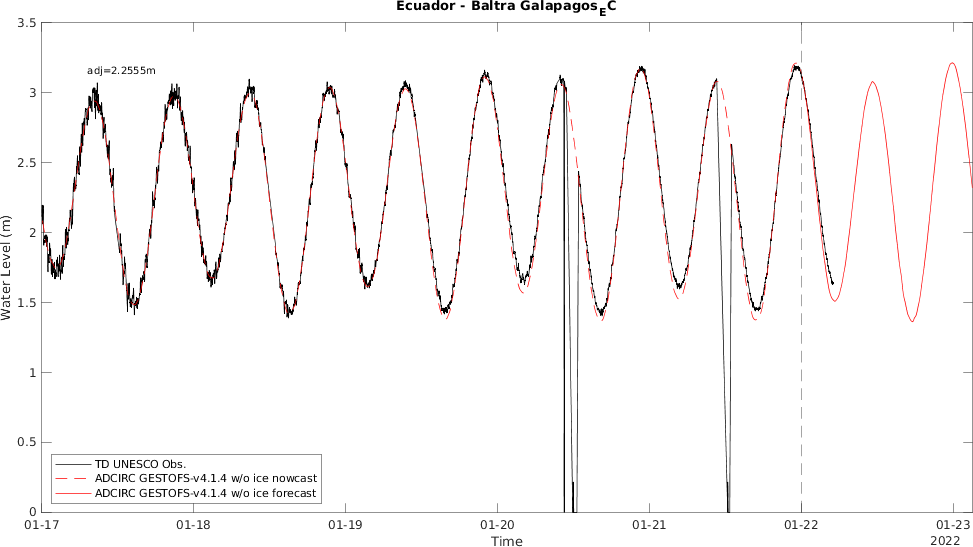 Ecuador - Baltra Galapagos_EC
adj=2.2555m
3.5
3
2.5
2
1.5
1
0.5
0
Water Level (m)
TD UNESCO Obs.
ADCIRC GESTOFS-v4.1.4 w/o ice nowcast
ADCIRC GESTOFS-v4.1.4 w/o ice forecast
01-17 01-18 01-19 01-20 01-21 01-22 01-23
Time
2022